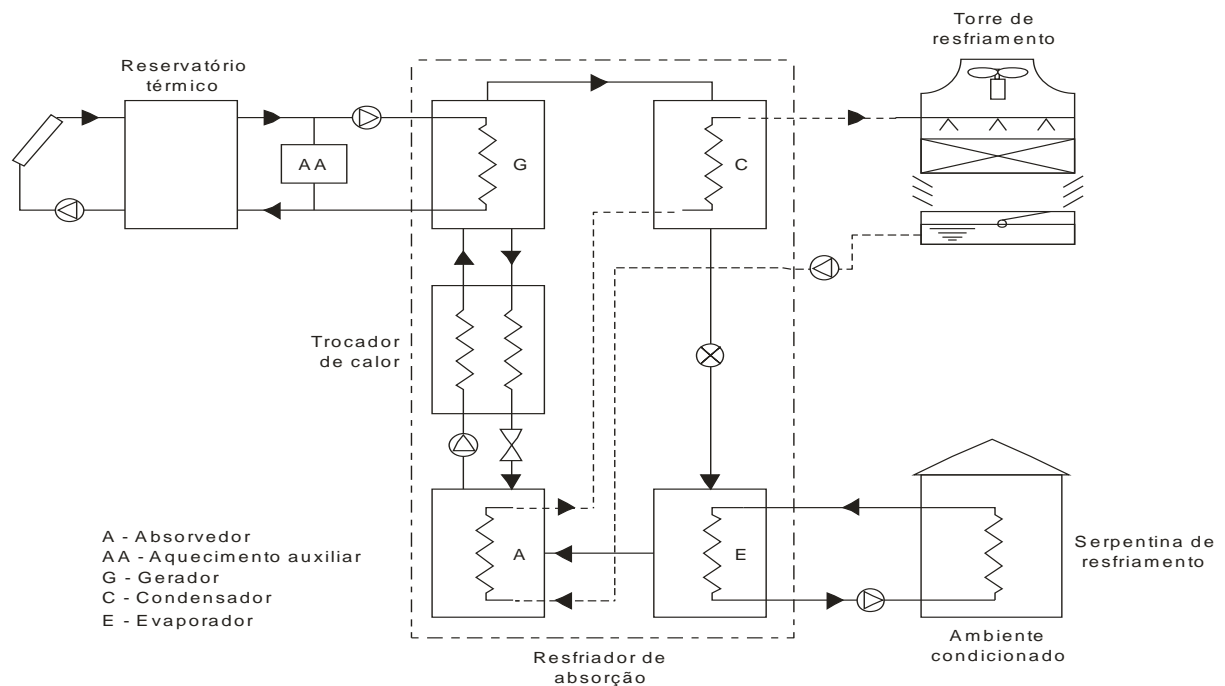 Torre de
resfriamento
Reservatório
térmico
AA
G
C
Trocador
de calor
A
E
A - Absorvedor
AA - Aquecimento auxiliar
G - Gerador
C - Condensador
E - Evaporador
Serpentina de
resfriamento
Ambiente
condicionado
Resfriador de
absorção